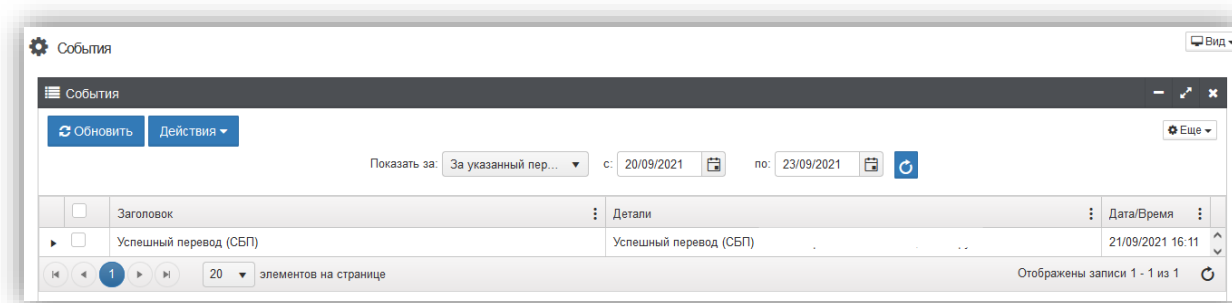 События
Вид
События
Обновить Действия Еще
Показать за: За указанный пер... с: 20/09/2021 по: 23/09/2021
Заголовок Детали Дата/Время
Успешный перевод (СБП) Успешный перевод (СБП) 21/09/2021 16:11
1 20 элементов на странице Отображены записи 1 - 1 из 1